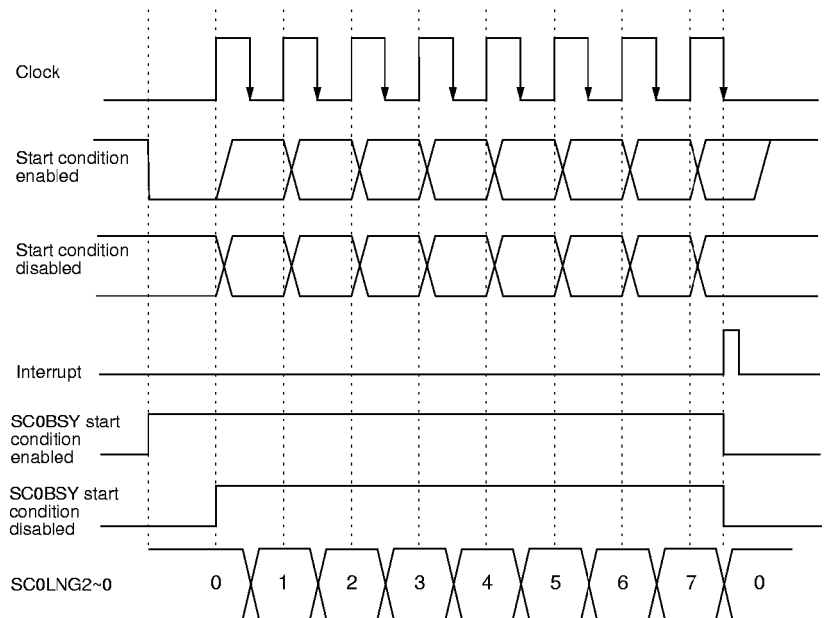 Clock
Start condition
enabled
Start condition
disabled
Interrupt
SC0BSY start
condition
enabled
SC0BSY start
condition
disabled
SC0LNG2~0
0 1 2 3 4 5 6 7 0